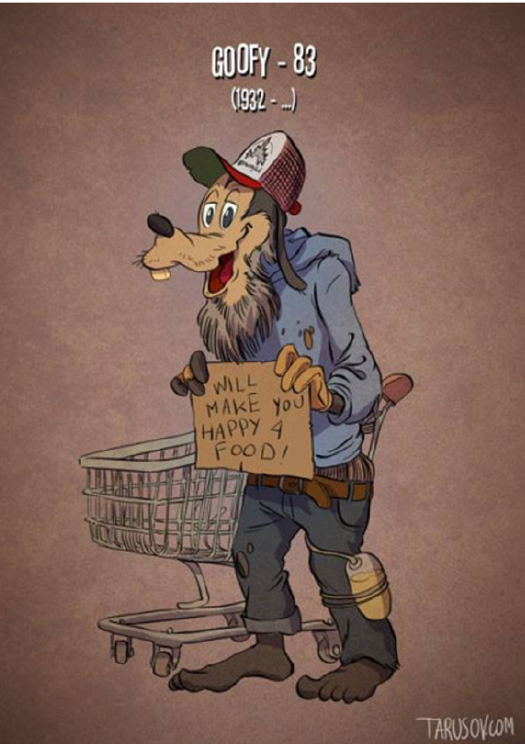 GOOFY - 83
(1932 - ...)
WILL
MAKE YOU
HAPPY 4
FOOD!
TARUSOV.COM